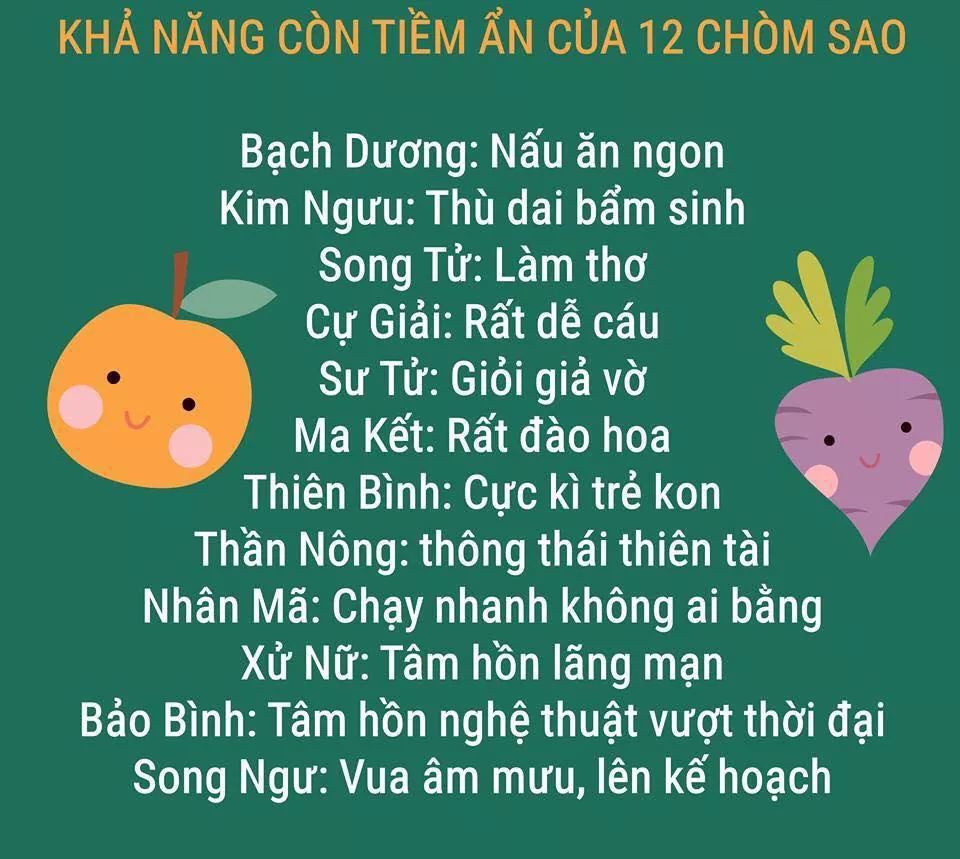 KHẢ NĂNG CÒN TIỀM ẨN CỦA 12 CHÒM SAO
Bạch Dương: Nấu ăn ngon
Kim Ngưu: Thù dai bẩm sinh
Song Tử: Làm thơ
Cự Giải: Rất dễ cáu
Sư Tử: Giỏi giả vờ
Ma Kết: Rất đào hoa
Thiên Bình: Cực kì trẻ kon
Thần Nông: thông thái thiên tài
Nhân Mã: Chạy nhanh không ai bằng
Xử Nữ: Tâm hồn lãng mạn
Bảo Bình: Tâm hồn nghệ thuật vượt thời đại
Song Ngư: Vua âm mưu, lên kế hoạch